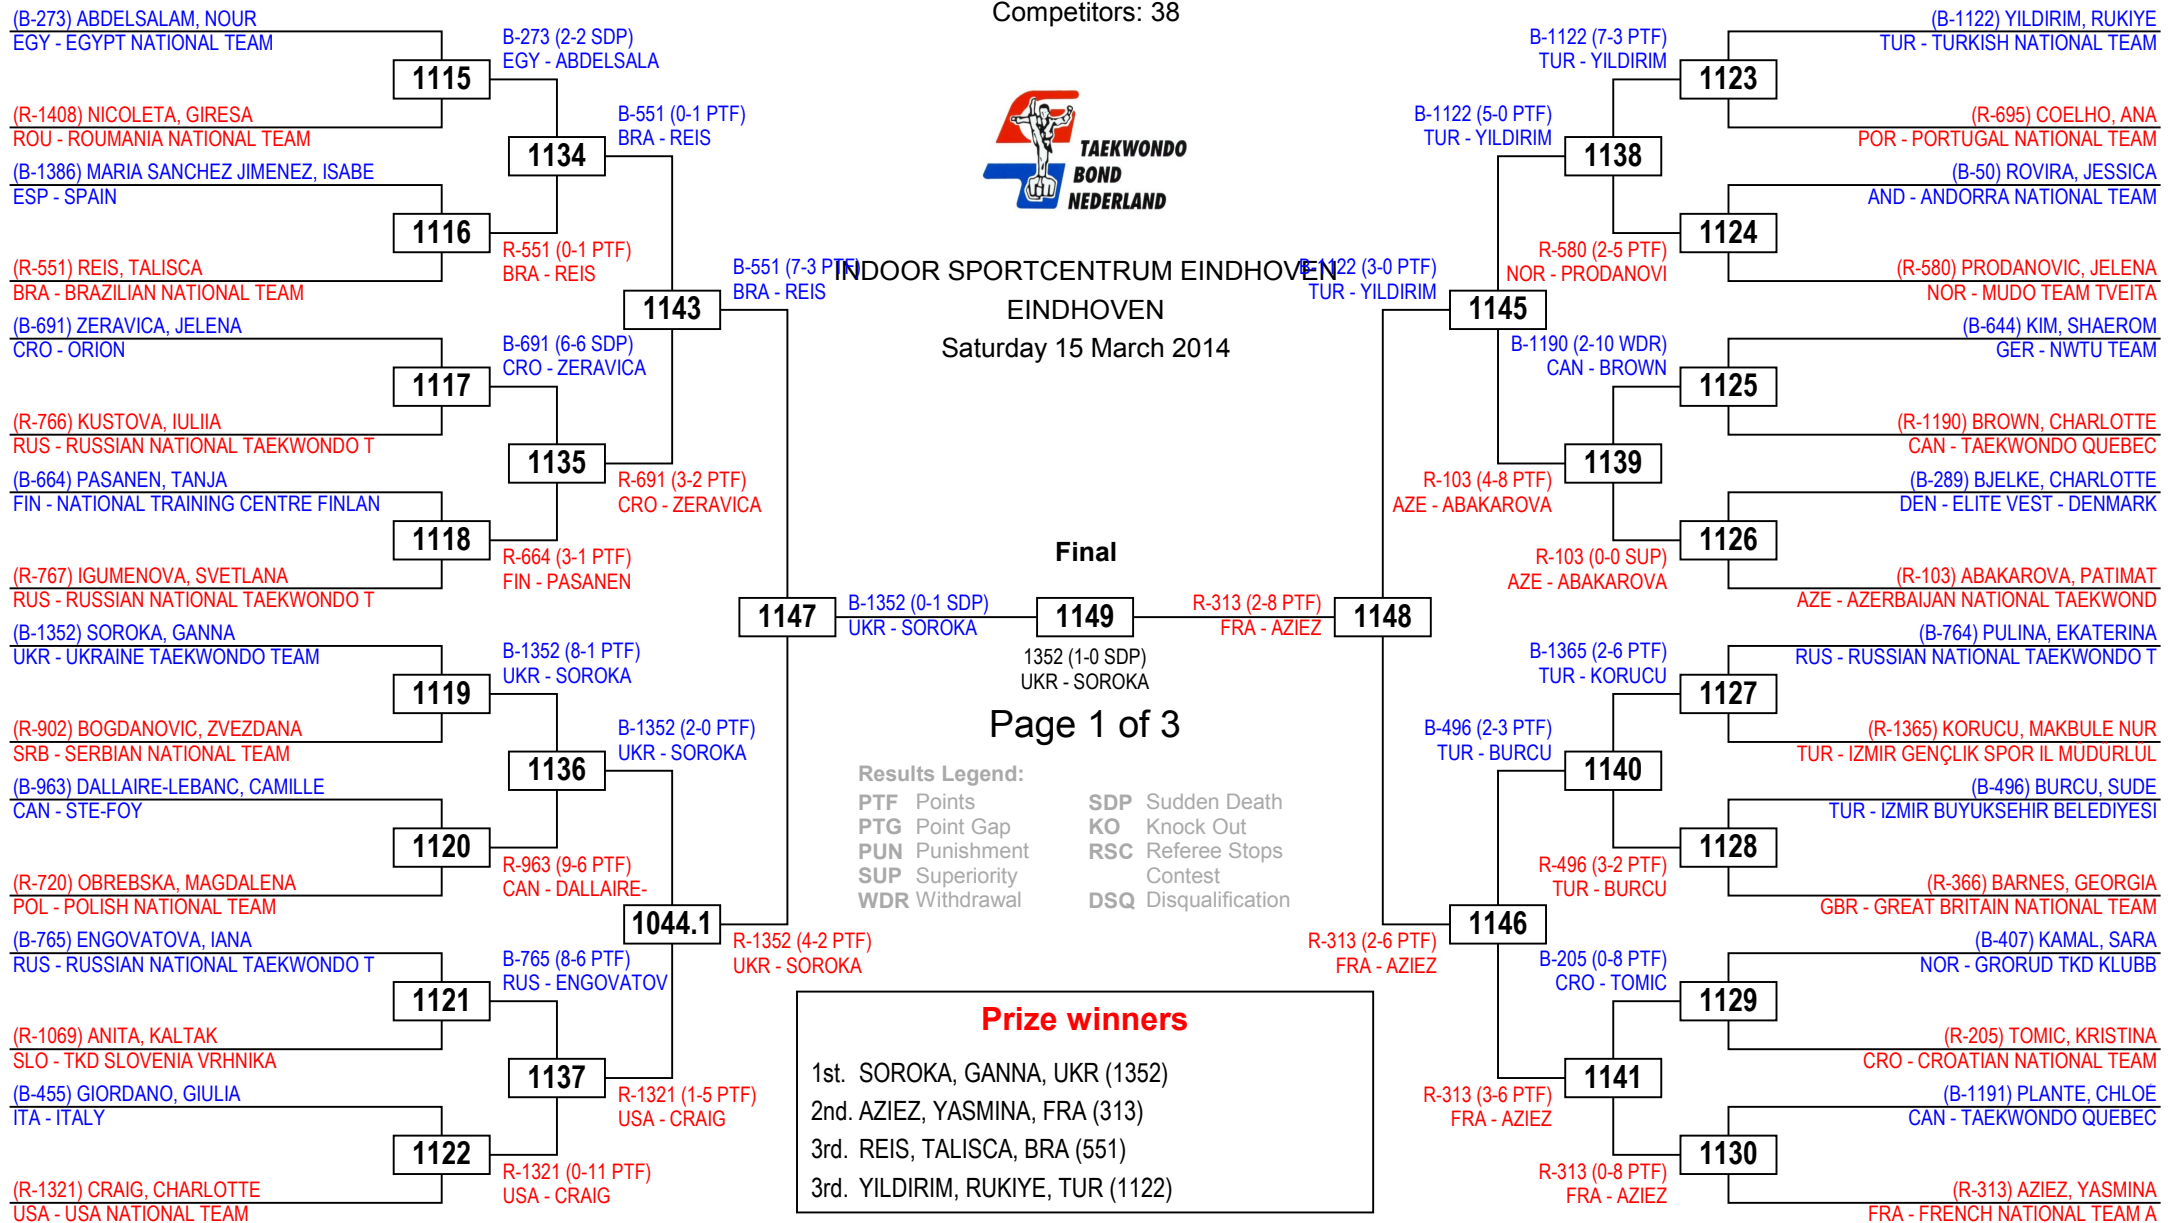 Competitors: 38
(B-273) ABDELSALAM, NOUR
EGY - EGYPT NATIONAL TEAM
1115
(R-1408) NICOLETA, GIRESA
ROU - ROUMANIA NATIONAL TEAM
(B-1386) MARIA SANCHEZ JIMENEZ, ISABE
ESP - SPAIN
1116
(R-551) REIS, TALISCA
BRA - BRAZILIAN NATIONAL TEAM
(B-691) ZERAVICA, JELENA
CRO - ORION
1117
(R-766) KUSTOVA, IULIIA
RUS - RUSSIAN NATIONAL TAEKWONDO T
(B-664) PASANEN, TANJA
FIN - NATIONAL TRAINING CENTRE FINLAN
1118
(R-767) IGUMENOVA, SVETLANA
RUS - RUSSIAN NATIONAL TAEKWONDO T
(B-1352) SOROKA, GANNA
UKR - UKRAINE TAEKWONDO TEAM
1119
(R-902) BOGDANOVIC, ZVEZDANA
SRB - SERBIAN NATIONAL TEAM
(B-963) DALLAIRE-LEBANC, CAMILLE
CAN - STE-FOY
1120
(R-720) OBREBSKA, MAGDALENA
POL - POLISH NATIONAL TEAM
(B-765) ENGOVATOVA, IANA
RUS - RUSSIAN NATIONAL TAEKWONDO T
1121
(R-1069) ANITA, KALTAK
SLO - TKD SLOVENIA VRHNIKA
(B-455) GIORDANO, GIULIA
ITA - ITALY
1122
(R-1321) CRAIG, CHARLOTTE
USA - USA NATIONAL TEAM
B-273 (2-2 SDP)
EGY - ABDELSALA
1134
R-551 (0-1 PTF)
BRA - REIS
B-691 (6-6 SDP)
CRO - ZERAVICA
1135
R-664 (3-1 PTF)
FIN - PASANEN
B-1352 (8-1 PTF)
UKR - SOROKA
1136
R-963 (9-6 PTF)
CAN - DALLAIRE-
B-765 (8-6 PTF)
RUS - ENGOVATOV
1137
R-1321 (0-11 PTF)
USA - CRAIG
B-551 (0-1 PTF)
BRA - REIS
1143
R-691 (3-2 PTF)
CRO - ZERAVICA
B-1352 (2-0 PTF)
UKR - SOROKA
1044.1
R-1321 (1-5 PTF)
USA - CRAIG
B-551 (7-3 PTF)
BRA - REIS
1147
R-1352 (4-2 PTF)
UKR - SOROKA
TAEKWONDO
BOND
NEDERLAND
INDOOR SPORTCENTRUM EINDHOVEN
EINDHOVEN
Saturday 15 March 2014
Final
B-1352 (0-1 SDP)
UKR - SOROKA
1149
R-313 (2-8 PTF)
FRA - AZIEZ
1352 (1-0 SDP)
UKR - SOROKA
Page 1 of 3
Results Legend:
PTF Points
PTG Point Gap
PUN Punishment
SUP Superiority
WDR Withdrawal
SDP Sudden Death
KO Knock Out
RSC Referee Stops
Contest
DSQ Disqualification
Prize winners
1st. SOROKA, GANNA, UKR (1352)
2nd. AZIEZ, YASMINA, FRA (313)
3rd. REIS, TALISCA, BRA (551)
3rd. YILDIRIM, RUKIYE, TUR (1122)
B-1122 (3-0 PTF)
TUR - YILDIRIM
1148
R-313 (2-6 PTF)
FRA - AZIEZ
B-1122 (5-0 PTF)
TUR - YILDIRIM
1145
R-103 (4-8 PTF)
AZE - ABAKAROVA
B-496 (2-3 PTF)
TUR - BURCU
1146
R-313 (3-6 PTF)
FRA - AZIEZ
B-1122 (7-3 PTF)
TUR - YILDIRIM
1138
R-580 (2-5 PTF)
NOR - PRODANOVI
B-1190 (2-10 WDR)
CAN - BROWN
1139
R-103 (0-0 SUP)
AZE - ABAKAROVA
B-1365 (2-6 PTF)
TUR - KORUCU
1140
R-496 (3-2 PTF)
TUR - BURCU
B-205 (0-8 PTF)
CRO - TOMIC
1141
R-313 (0-8 PTF)
FRA - AZIEZ
(B-1122) YILDIRIM, RUKIYE
TUR - TURKISH NATIONAL TEAM
1123
(R-695) COELHO, ANA
POR - PORTUGAL NATIONAL TEAM
(B-50) ROVIRA, JESSICA
AND - ANDORRA NATIONAL TEAM
1124
(R-580) PRODANOVIC, JELENA
NOR - MUDO TEAM TVEITA
(B-644) KIM, SHAEROM
GER - NWTU TEAM
1125
(R-1190) BROWN, CHARLOTTE
CAN - TAEKWONDO QUEBEC
(B-289) BJELKE, CHARLOTTE
DEN - ELITE VEST - DENMARK
1126
(R-103) ABAKAROVA, PATIMAT
AZE - AZERBAIJAN NATIONAL TAEKWOND
(B-764) PULINA, EKATERINA
RUS - RUSSIAN NATIONAL TAEKWONDO T
1127
(R-1365) KORUCU, MAKBULE NUR
TUR - IZMIR GENÇLIK SPOR IL MÜDÜRLÜL
(B-496) BURCU, SUDE
TUR - IZMIR BUYUKSEHIR BELEDIYESI
1128
(R-366) BARNES, GEORGIA
GBR - GREAT BRITAIN NATIONAL TEAM
(B-407) KAMAL, SARA
NOR - GRORUD TKD KLUBB
1129
(R-205) TOMIC, KRISTINA
CRO - CROATIAN NATIONAL TEAM
(B-1191) PLANTE, CHLOÉ
CAN - TAEKWONDO QUEBEC
1130
(R-313) AZIEZ, YASMINA
FRA - FRENCH NATIONAL TEAM A